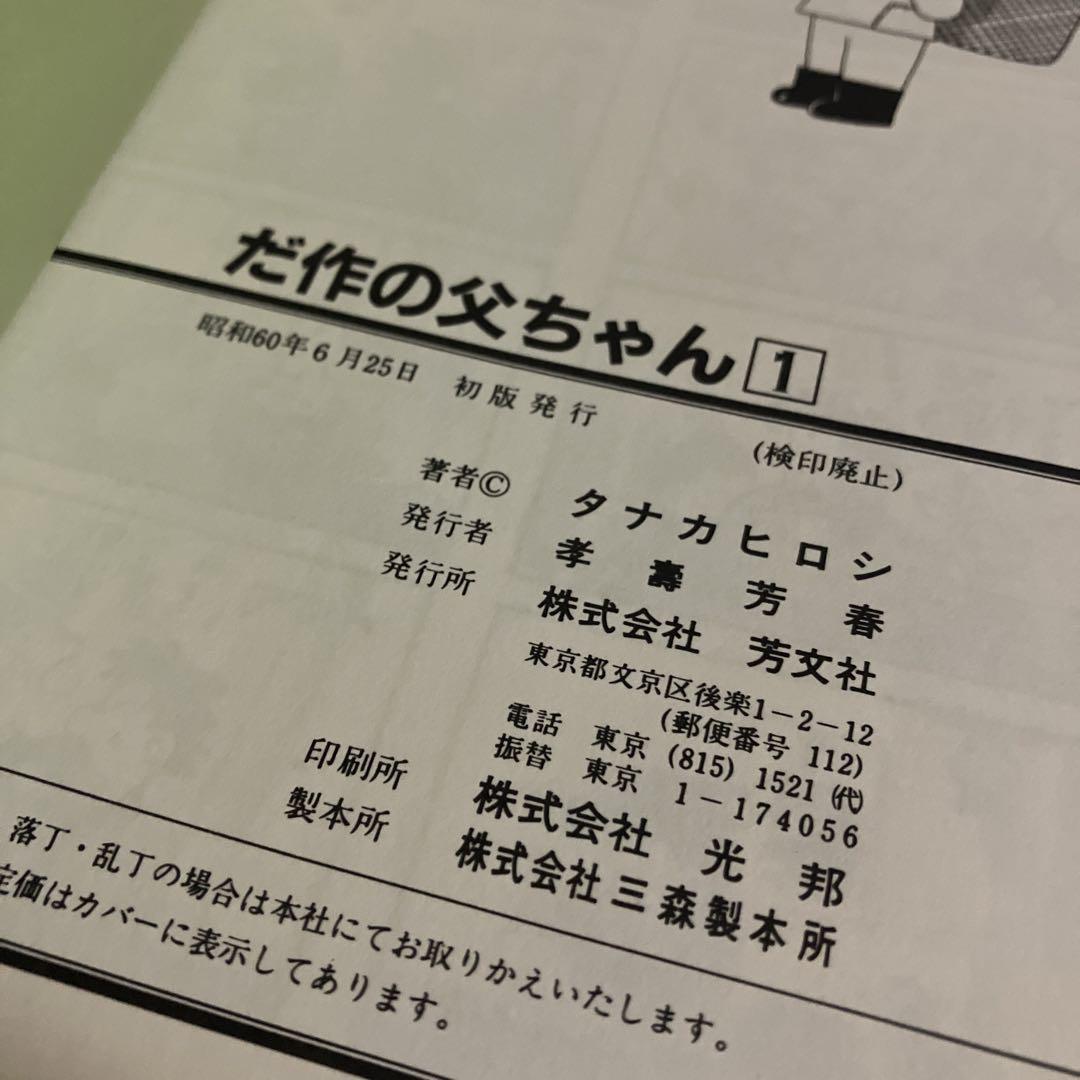 だ作の父ちゃん 1
昭和60年6月25日 初版発行
(検印廃止)
著者© タナカヒロシ
発行者 孝壽芳春
発行所 株式会社 芳文社
東京都文京区後楽1-2-12
(郵便番号 112)
電話 東京 (815) 1521 (代)
振替 東京 1-174056
印刷所 株式会社 光邦
製本所 株式会社 三森製本所
落丁・乱丁の場合は本社にてお取りかえいたします。
定価はカバーに表示してあります。